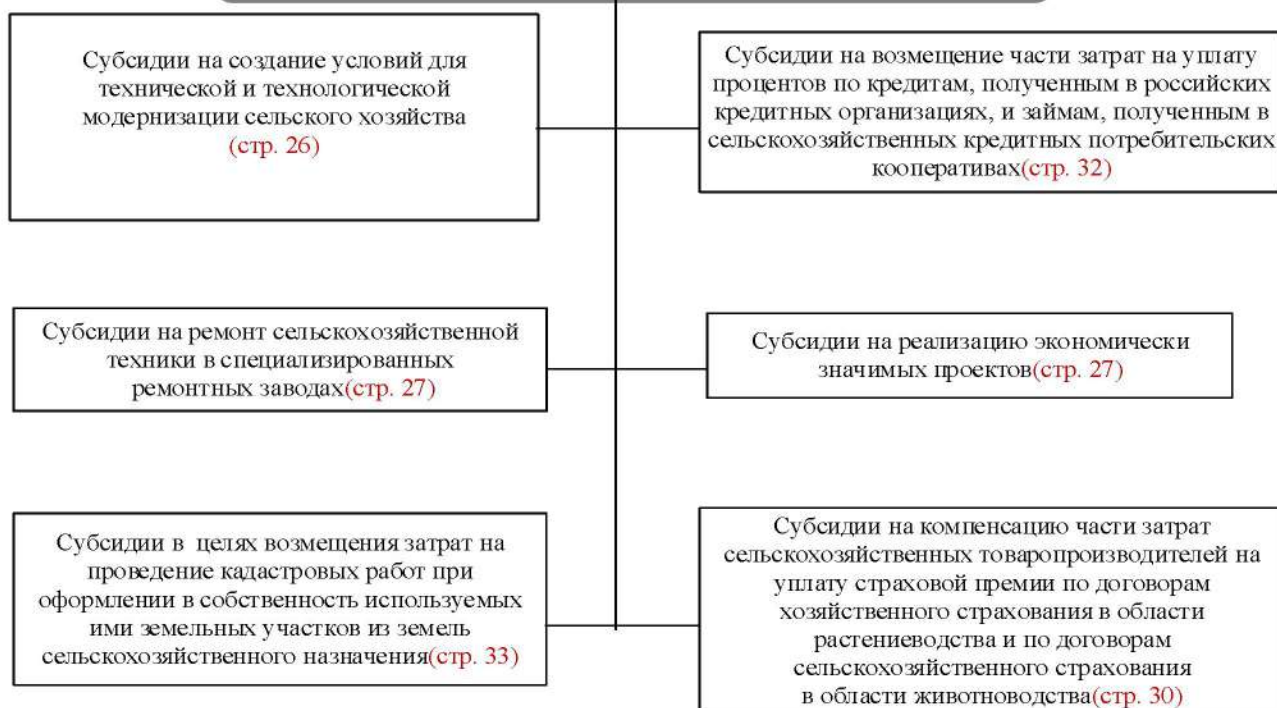 Субсидии на создание условий для
технической и технологической
модернизации сельского хозяйства
(стр. 26)
Субсидии на возмещение части затрат на уплату
процентов по кредитам, полученным в российских
кредитных организациях, и займам, полученным в
сельскохозяйственных кредитных потребительских
кооперативах(стр. 32)
Субсидии на ремонт сельскохозяйственной
техники в специализированных
ремонтных заводах(стр. 27)
Субсидии на реализацию экономически
значимых проектов(стр. 27)
Субсидии в целях возмещения затрат на
проведение кадастровых работ при
оформлении в собственность используемых
ими земельных участков из земель
сельскохозяйственного назначения(стр. 33)
Субсидии на компенсацию части затрат
сельскохозяйственных товаропроизводителей на
уплату страховой премии по договорам
хозяйственного страхования в области
растениеводства и по договорам
сельскохозяйственного страхования
в области животноводства(стр. 30)